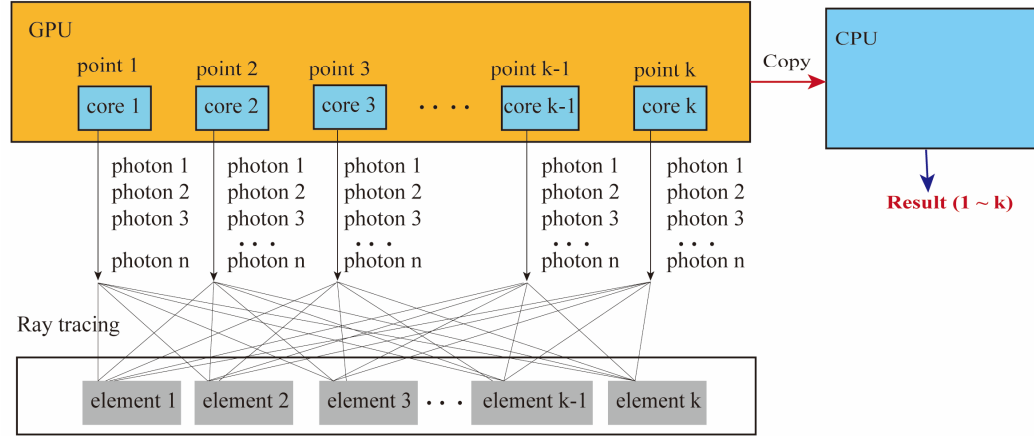 GPU
CPU
point 1 point 2 point 3 point k-1 point k
Copy
core 1 core 2 core 3 . . . . core k-1 core k
photon 1 photon 1 photon 1 photon 1 photon 1
photon 2 photon 2 photon 2 photon 2 photon 2
photon 3 photon 3 photon 3 photon 3 photon 3
. . . . . . . . . . . . . . .
photon n photon n photon n photon n photon n
Result (1 ~ k)
Ray tracing
element 1 element 2 element 3 . . . element k-1 element k